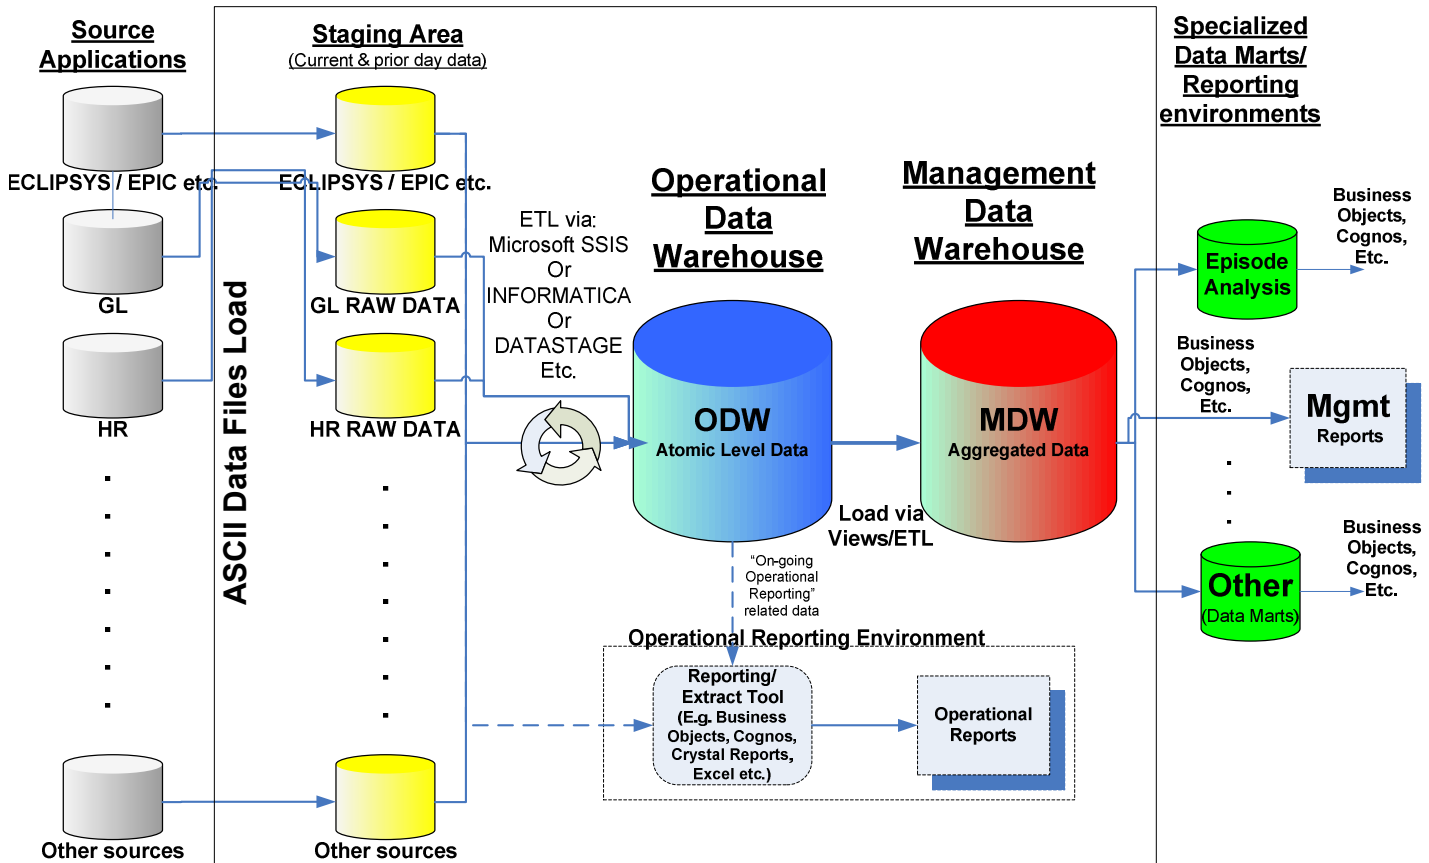 Source
Applications
ECLIPSYS / EPIC etc.
GL
HR
Other sources
ASCII Data Files Load
Staging Area
(Current & prior day data)
ECLIPSYS / EPIC etc.
GL RAW DATA
HR RAW DATA
Other sources
ETL via:
Microsoft SSIS
Or
INFORMATICA
Or
DATASTAGE
Etc.
Operational
Data
Warehouse
ODW
Atomic Level Data
Management
Data
Warehouse
MDW
Aggregated Data
Load via
Views/ETL
“On-going
Operational
Reporting”
related data
Operational Reporting Environment
Reporting/
Extract Tool
(E.g. Business
Objects, Cognos,
Crystal Reports,
Excel etc.)
Operational
Reports
Specialized
Data Marts/
Reporting
environments
Episode
Analysis
Business
Objects,
Cognos,
Etc.
Business
Objects,
Cognos,
Etc.
Mgmt
Reports
Other
(Data Marts)
Business
Objects,
Cognos,
Etc.